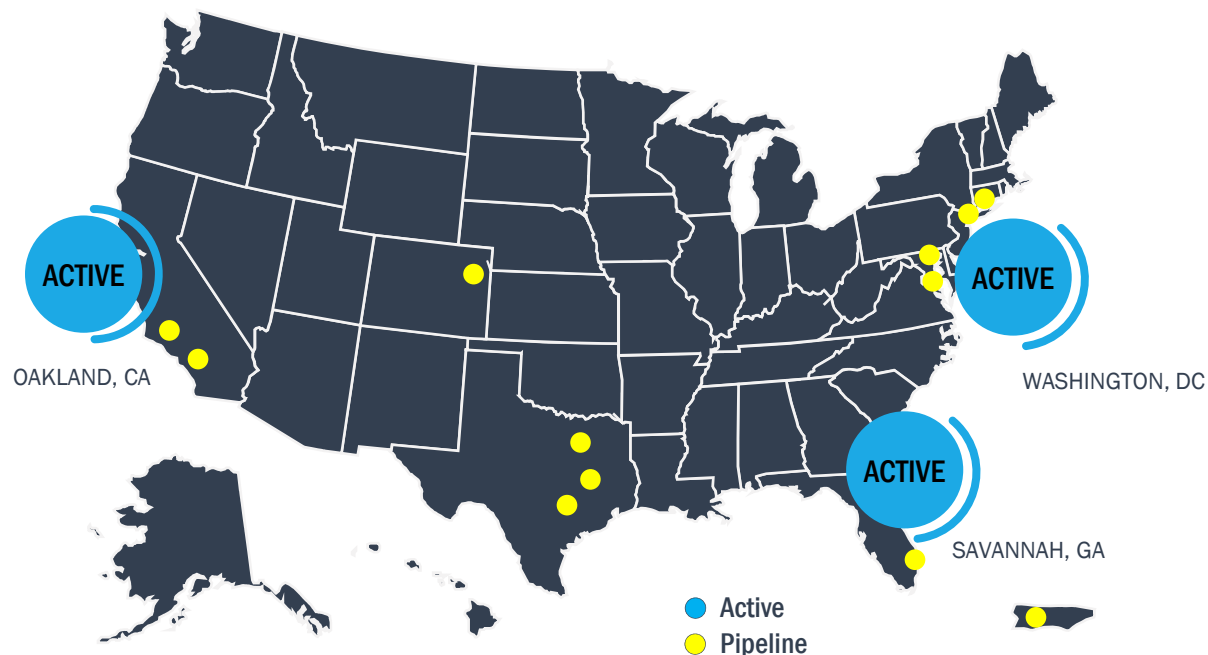 ACTIVE
OAKLAND, CA
ACTIVE
WASHINGTON, DC
ACTIVE
SAVANNAH, GA
Active
Pipeline